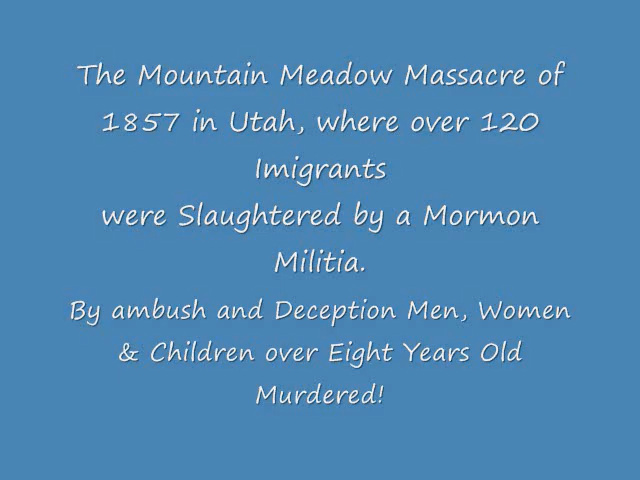 The Mountain Meadow Massacre of
1857 in Utah, where over 120
Imigrants
were Slaughtered by a Mormon
Militia.
By ambush and Deception Men, Women
& Children over Eight Years Old
Murdered!